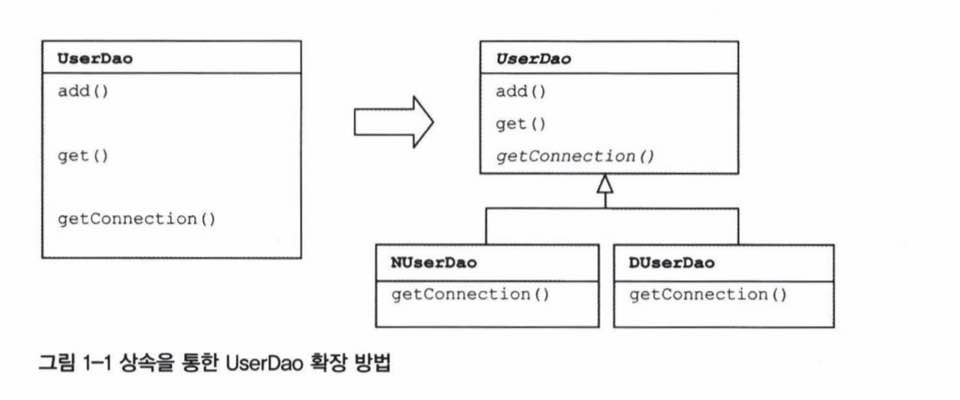 UserDao
add()
get()
getConnection()
UserDao
add()
get()
getConnection()
NUserDao
getConnection()
DUserDao
getConnection()
그림 1-1 상속을 통한 UserDao 확장 방법